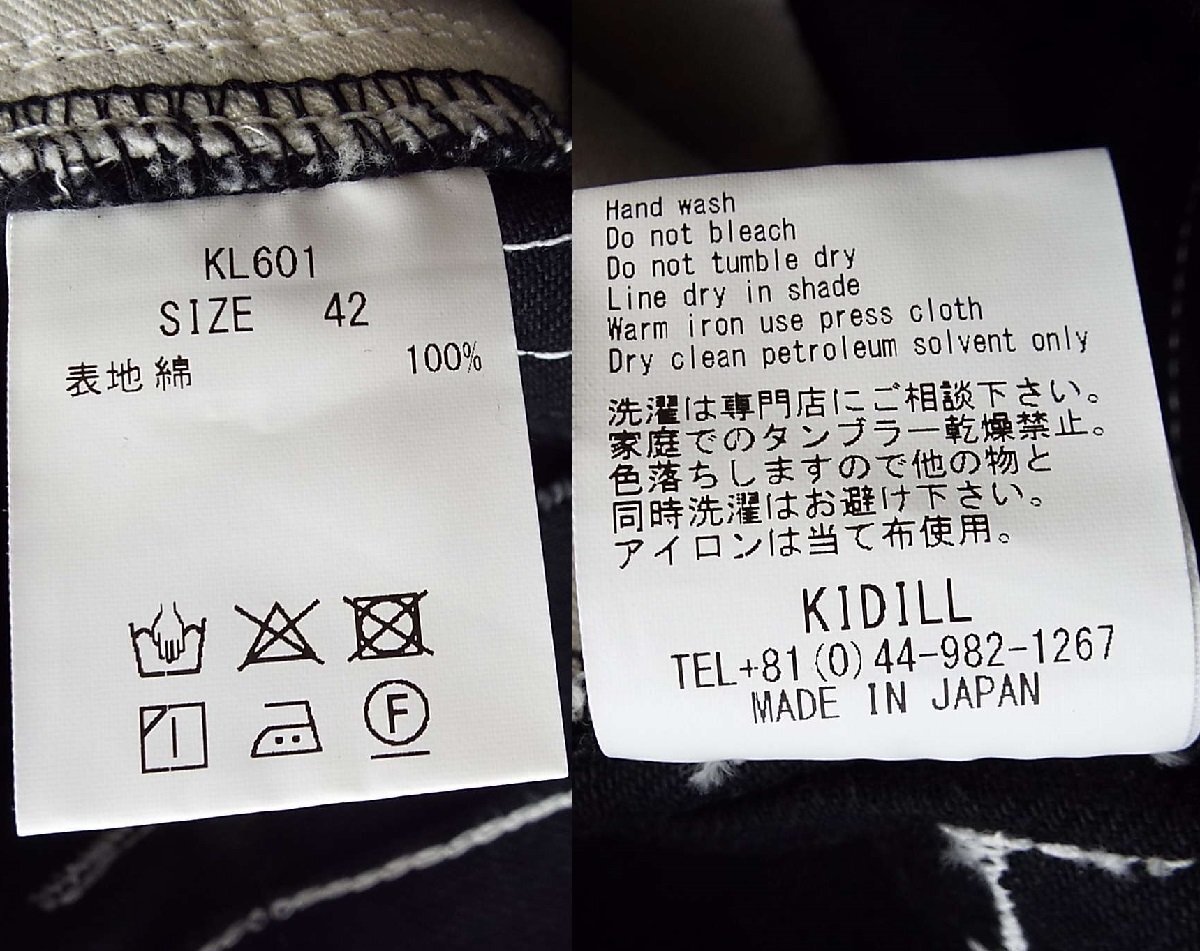 KL601
SIZE 42
表地綿 100%
F
Hand wash
Do not bleach
Do not tumble dry
Line dry in shade
Warm iron use press cloth
Dry clean petroleum solvent only
洗濯は専門店にご相談下さい。
家庭でのタンブラー乾燥禁止。
色落ちしますので他の物と
同時洗濯はお避け下さい。
アイロンは当て布使用。
KIDILL
TEL+81(0)44-982-1267
MADE IN JAPAN